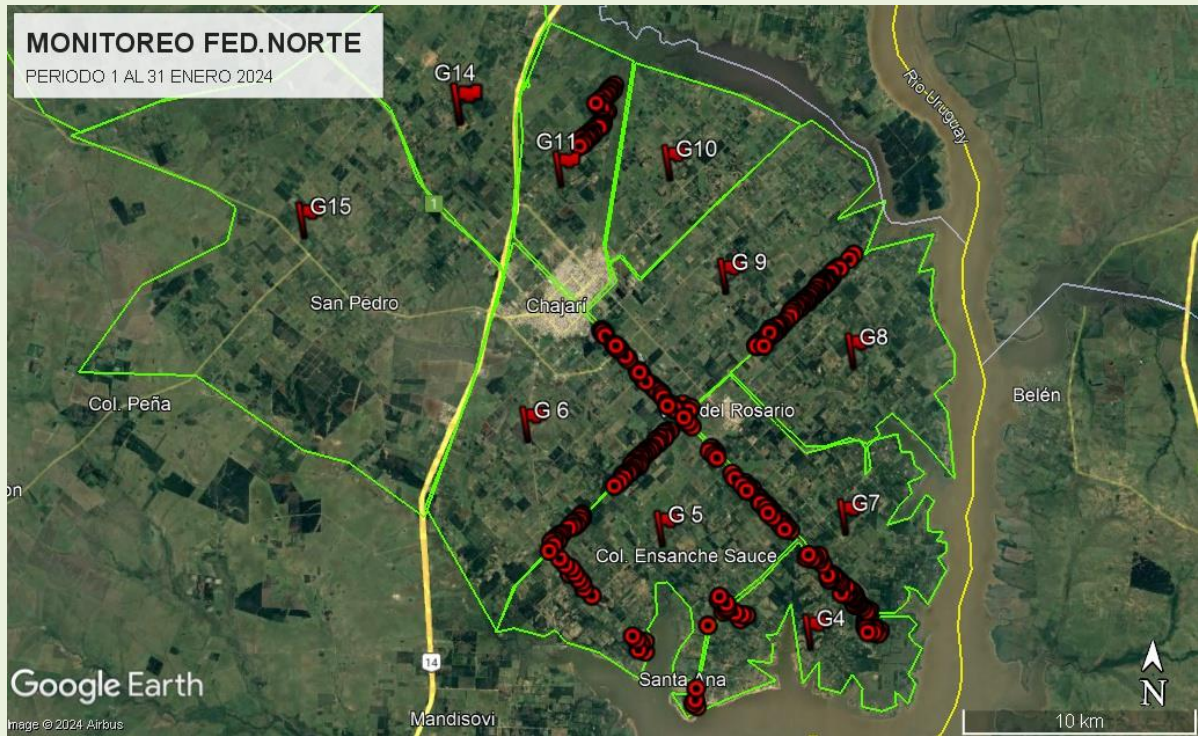 MONITOREO FED.NORTE
PERIODO 1 AL 31 ENERO 2024
G14
Rio Uruguay
G11
G10
G15
1
G 9
San Pedro
Chajarí
G8
Col. Peña
Belén
G 6
del Rosario
on
G7
G 5
Col. Ensanche Sauce
G4
14
Santa Ana
Google Earth
N
Mandisovi
10 km
Image © 2024 Airbus